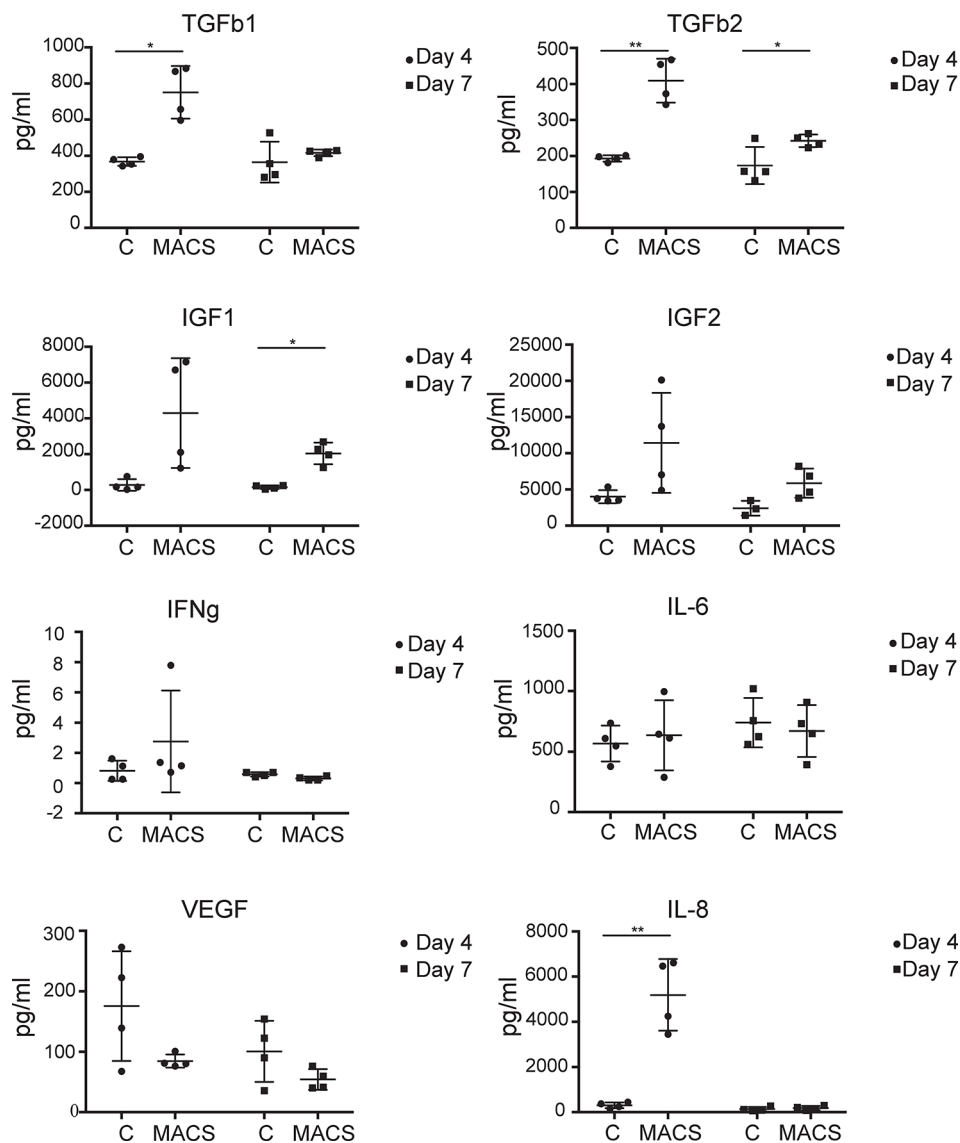 TGFb1
1000
800
600
400
200
0
pg/ml
*
C MACS C MACS
Day 4
Day 7
TGFb2
500
400
300
200
100
0
pg/ml
** *
C MACS C MACS
Day 4
Day 7
IGF1
8000
6000
4000
2000
0
-2000
pg/ml
*
C MACS C MACS
Day 4
Day 7
IGF2
25000
20000
15000
10000
5000
0
pg/ml
C MACS C MACS
Day 4
Day 7
IFNg
10
8
6
4
2
0
-2
pg/ml
C MACS C MACS
Day 4
Day 7
IL-6
1500
1000
500
0
pg/ml
C MACS C MACS
Day 4
Day 7
VEGF
300
200
100
0
pg/ml
C MACS C MACS
Day 4
Day 7
IL-8
8000
6000
4000
2000
0
pg/ml
**
C MACS C MACS
Day 4
Day 7